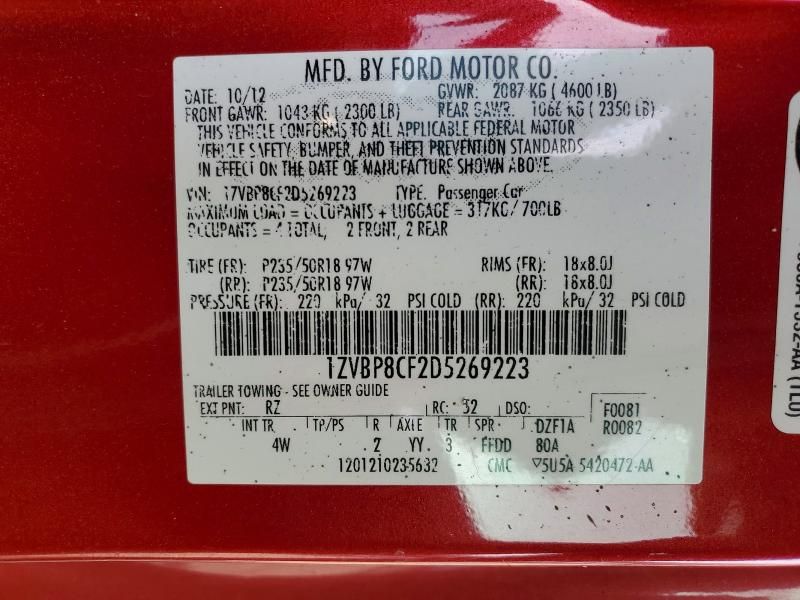 MFD. BY FORD MOTOR CO.
DATE: 10/12 GVWR: 2087 KG ( 4600 LB)
FRONT GAWR: 1043 KG ( 2300 LB) REAR GAWR: 1066 KG ( 2350 LB)
THIS VEHICLE CONFORMS TO ALL APPLICABLE FEDERAL MOTOR
VEHICLE SAFETY, BUMPER, AND THEFT PREVENTION STANDARDS
IN EFFECT ON THE DATE OF MANUFACTURE SHOWN ABOVE.
VIN: 1ZVBP8CF2D5269223 TYPE: Passenger Car
MAXIMUM LOAD = OCCUPANTS + LUGGAGE = 317KG/ 700LB
OCCUPANTS = 4 TOTAL, 2 FRONT, 2 REAR
TIRE (FR): P235/50R18 97W RIMS (FR): 18x8.0J
(RR): P235/50R18 97W (RR): 18x8.0J
PRESSURE (FR): 220 kPa/ 32 PSI COLD (RR): 220 kPa/ 32 PSI COLD
1ZVBP8CF2D5269223
TRAILER TOWING - SEE OWNER GUIDE
EXT PNT: RZ RC: 52 DSO: F0081
INT TR TP/PS R AXLE TR SPR DZF1A R0082
4W 2 YY 3 FFDD 80A
1201210235632 CMC 5U5A 5420472-AA